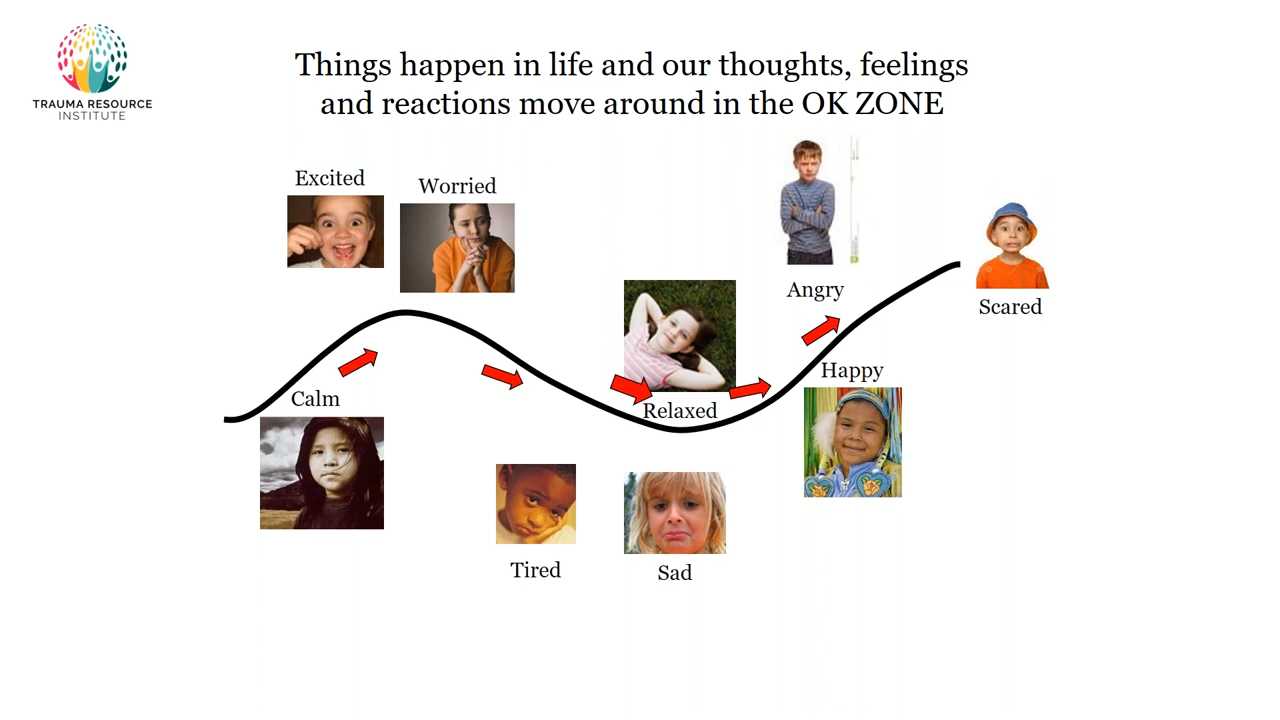 TRAUMA RESOURCE
INSTITUTE
Things happen in life and our thoughts, feelings
and reactions move around in the OK ZONE
Excited
Worried
Angry
Scared
Happy
Calm
Relaxed
Tired
Sad